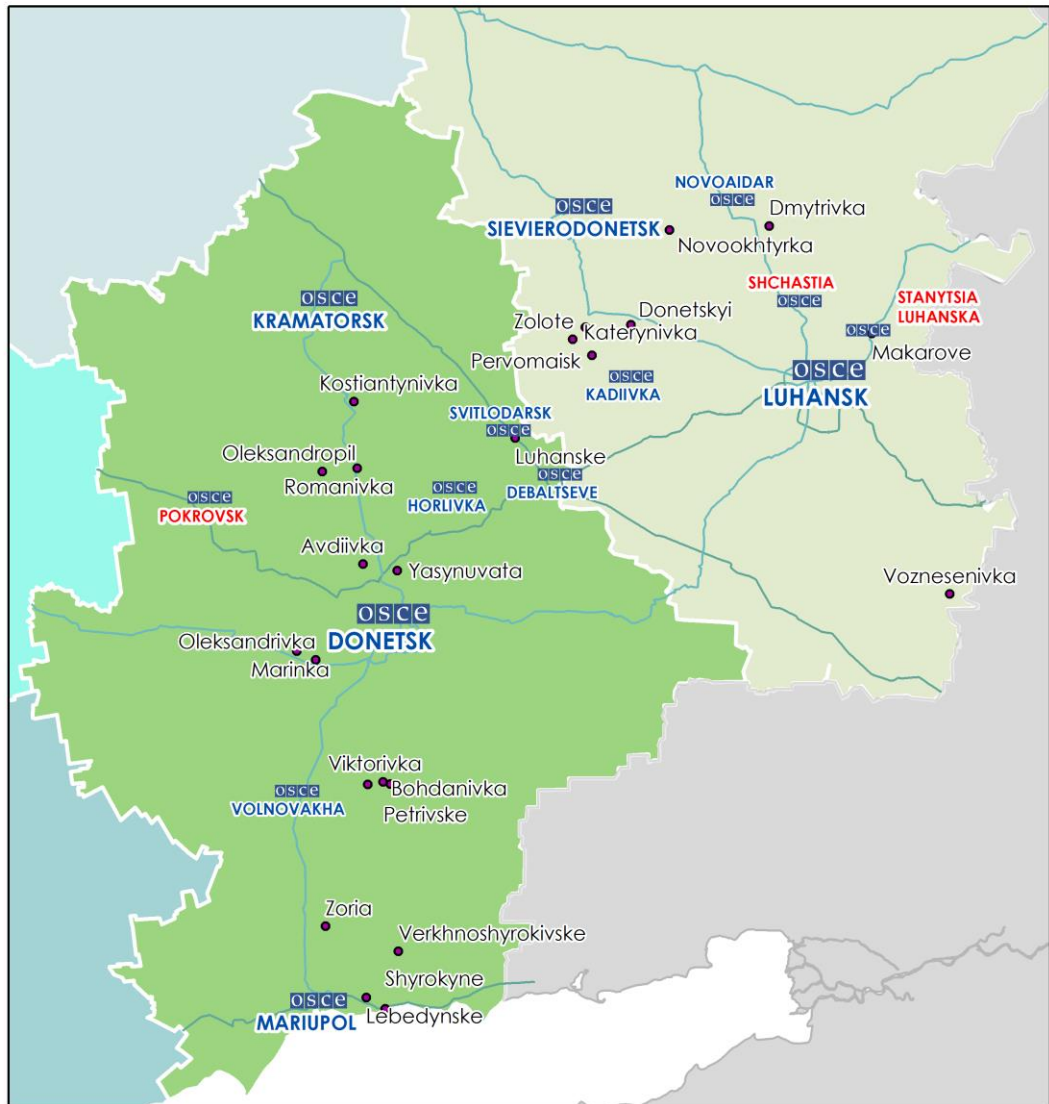 NOVOAIDAR
osce
Dmytrivka
osce
SIEVIERODONETSK
Novookhtyrka
SHCHASTIA
osce
STANYTSIA
LUHANSKA
osce
KRAMATORSK
Donetskyi
Zolote
Katerynivka
osce
Makarove
Pervomaisk
osce
KADIIVKA
osce
LUHANSK
Kostiantynivka
SVITLODARSK
osce
Luhanske
Oleksandropil
Romanivka
osce
HORLIVKA
osce
DEBALTSEVE
osce
POKROVSK
Avdiivka
Yasynuvata
Voznesenivka
osce
DONETSK
Oleksandrivka
Marinka
Viktorivka
Bohdanivka
Petrivske
osce
VOLNOVAKHA
Zoria
Verkhnoshyrokivske
Shyrokyne
osce
MARIUPOL
Lebedynske